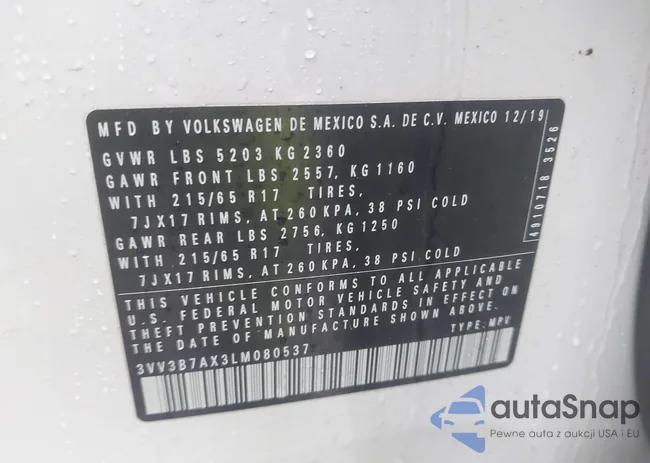 MFD BY VOLKSWAGEN DE MEXICO S.A. DE C.V. MEXICO 12/19
GVWR LBS 5203 KG 2360
GAWR FRONT LBS 2557, KG 1160
WITH 215/65 R17 TIRES,
7JX17 RIMS, AT 260 KPA, 38 PSI COLD
GAWR REAR LBS 2756, KG 1250
WITH 215/65 R17 TIRES,
7JX17 RIMS, AT 260 KPA, 38 PSI COLD
THIS VEHICLE CONFORMS TO ALL APPLICABLE
U.S. FEDERAL MOTOR VEHICLE SAFETY AND
THEFT PREVENTION STANDARDS IN EFFECT ON
THE DATE OF MANUFACTURE SHOWN ABOVE.
3VV3B7AX3LM080537 TYPE: MPV
4910718 3526
autaSnap
Pewne auta z aukcji USA i EU